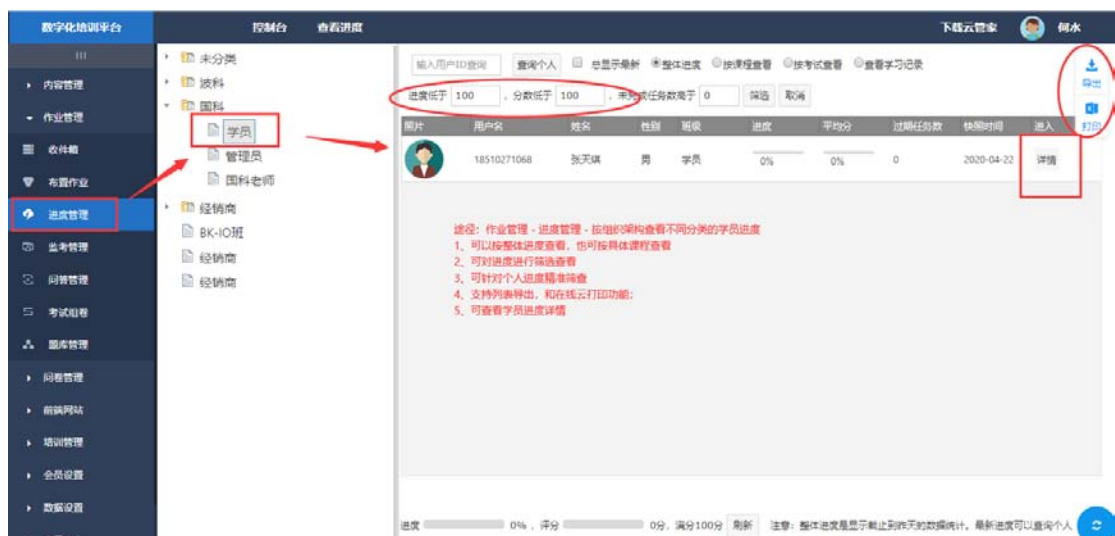 数字化培训平台 控制台 查看进度 下载云管家 何水
内容管理
作业管理
收件箱
布置作业
进度管理
监考管理
问答管理
考试组卷
题库管理
问卷管理
前端网站
培训管理
会员设置
数据设置
未分类
波科
国科
学员
管理员
国科老师
经销商
BK-IO班
经销商
经销商
输入用户ID查询 查询个人 总显示最新 整体进度 按课程查看 按考试查看 查看学习记录
进度低于 100 ,分数低于 100 ,未完成任务数高于 0 筛选 取消
导出
打印
照片 用户名 姓名 性别 班级 进度 平均分 过期任务数 快照时间 进入
18510271068 张天琪 男 学员 0% 0% 0 2020-04-22 详情
途径:作业管理 - 进度管理 - 按组织架构查看不同分类的学员进度
1、可以按整体进度查看,也可按具体课程查看
2、可对进度进行筛选查看
3、可针对个人进度精准筛查
4、支持列表导出,和在线云打印功能;
5、可查看学员进度详情
进度 0% ,评分 0分,满分100分 刷新 注意:整体进度是显示截止到昨天的数据统计。最新进度可以查询个人